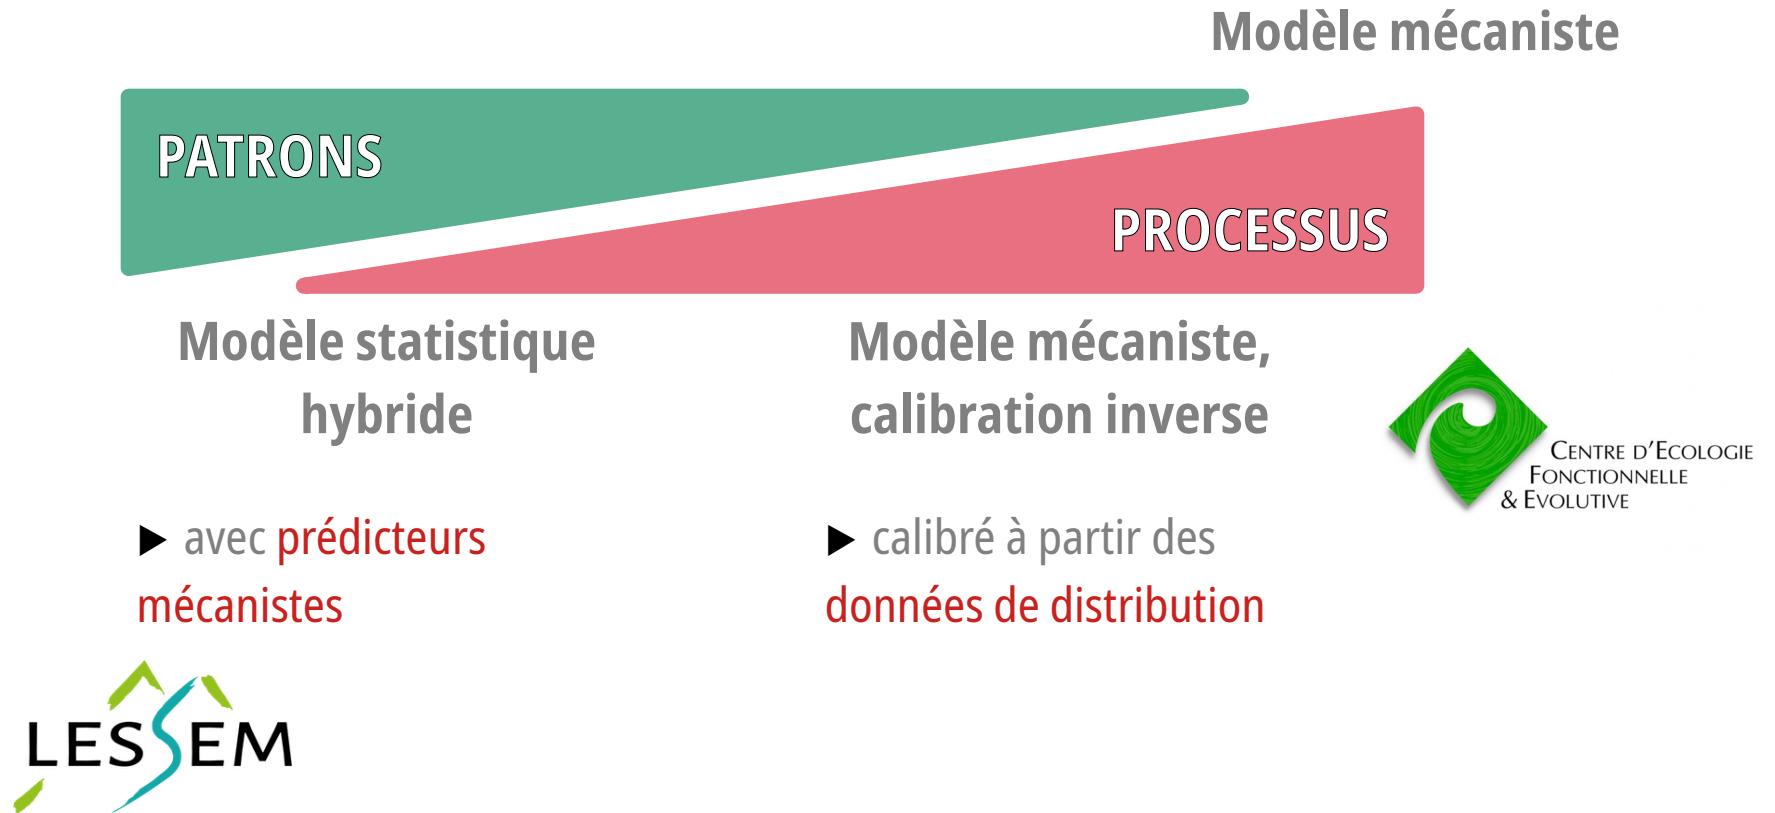 Modèle mécaniste
PATRONS
PROCESSUS
Modèle statistique
hybride
▶ avec prédicteurs
mécanistes
Modèle mécaniste,
calibration inverse
▶ calibré à partir des
données de distribution
CENTRE D'ECOLOGIE
FONCTIONNELLE
& EVOLUTIVE
LESSEM